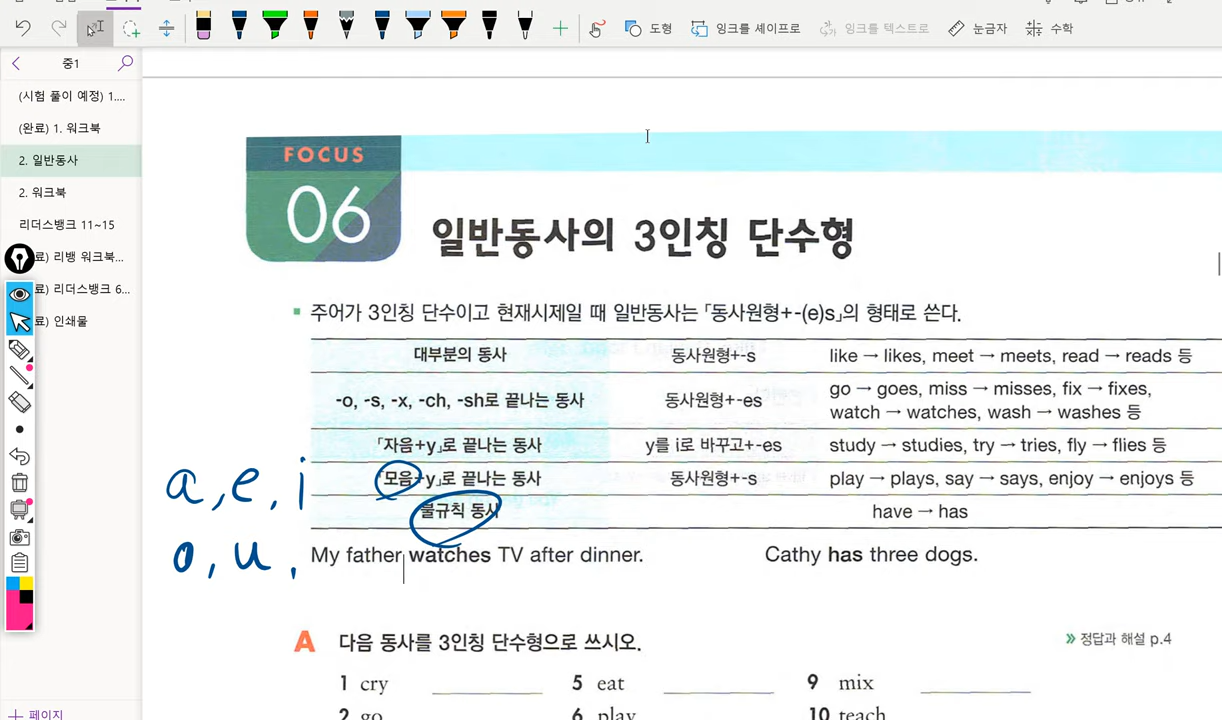 도형
잉크를 셰이프로
잉크를 텍스트로
눈금자
수학
중1
(시험 풀이 예정) 1....
(완료) 1. 워크북
2. 일반동사
2. 워크북
리더스뱅크 11~15
료) 리뱅 워크북...
료) 리더스뱅크 6...
료) 인쇄물
페이지
FOCUS
06
일반동사의 3인칭 단수형
주어가 3인칭 단수이고 현재시제일 때 일반동사는 「동사원형+-(e)s」의 형태로 쓴다.
대부분의 동사 동사원형+-s like → likes, meet → meets, read → reads 등
-o, -s, -x, -ch, -sh로 끝나는 동사 동사원형+-es go → goes, miss → misses, fix → fixes,
watch → watches, wash → washes 등
「자음+y」로 끝나는 동사 y를 i로 바꾸고+-es study → studies, try → tries, fly → flies 등
「모음+y」로 끝나는 동사 동사원형+-s play → plays, say → says, enjoy → enjoys 등
불규칙 동사 have → has
a, e, i
o, u,
My father watches TV after dinner. Cathy has three dogs.
A 다음 동사를 3인칭 단수형으로 쓰시오. 정답과 해설 p.4
1 cry 5 eat 9 mix
2 go 6 play 10 teach